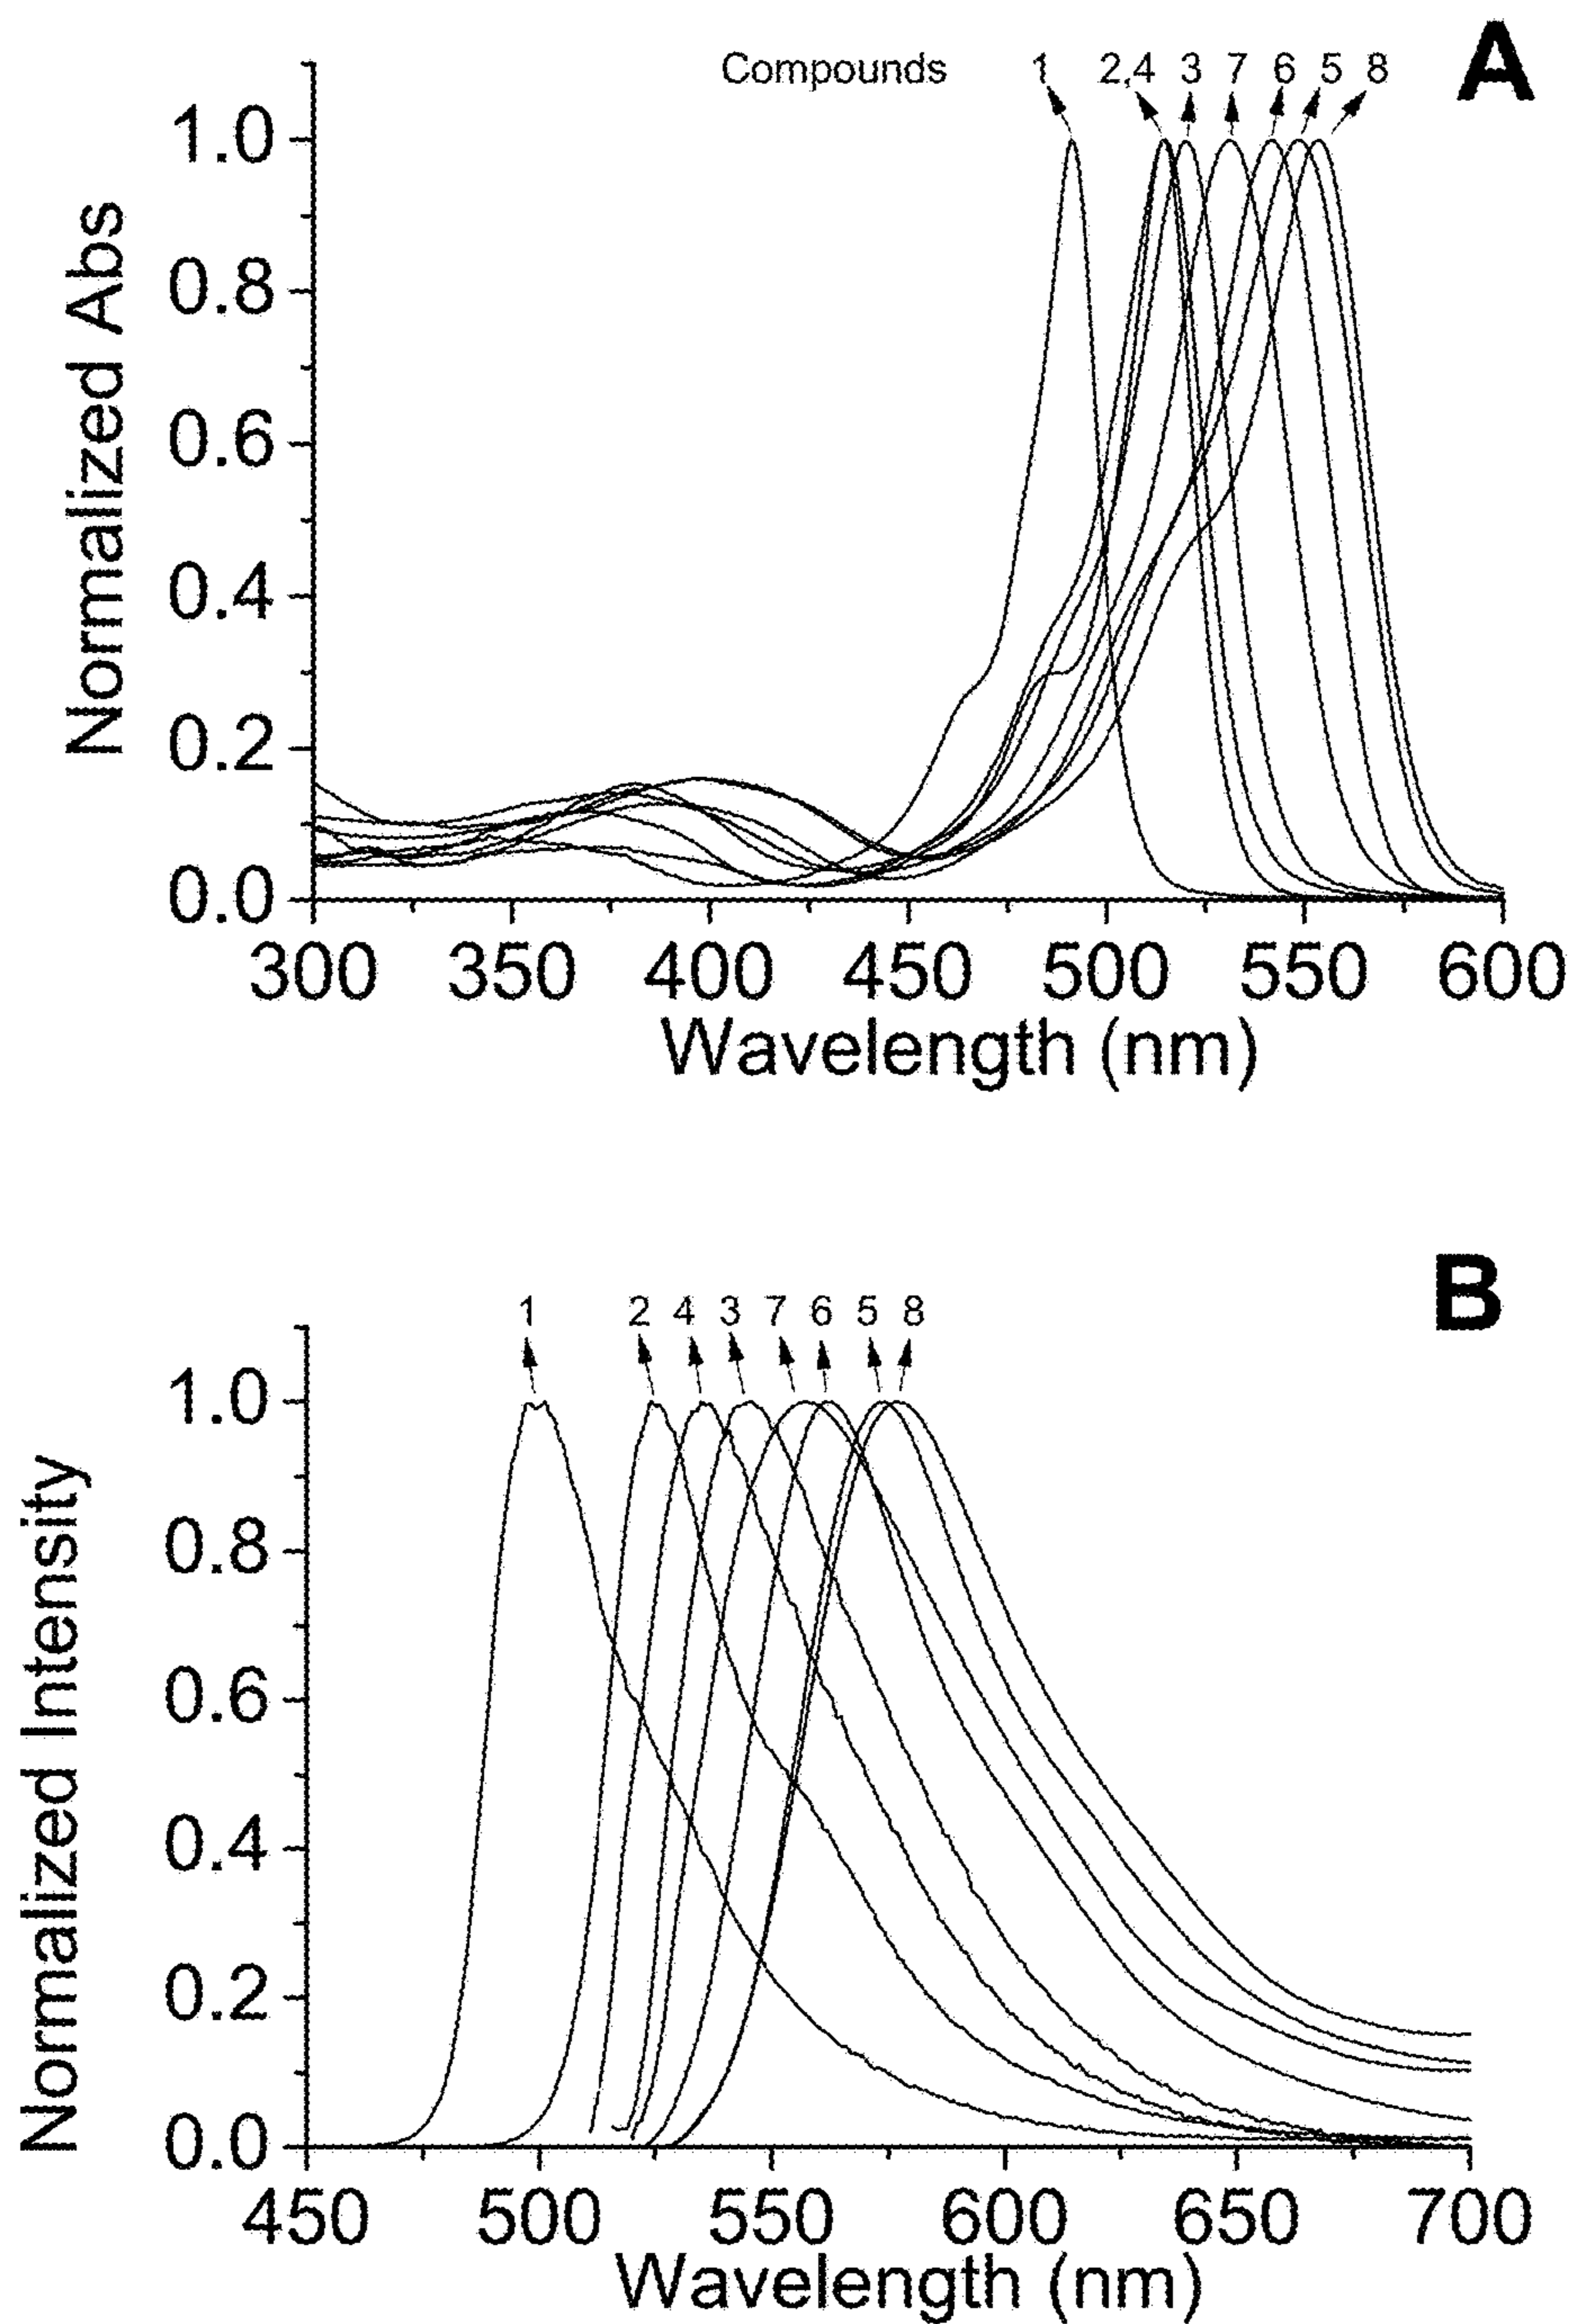 A
Compounds 1 2,4 3 7 6 5 8
1.0
0.8
0.6
0.4
0.2
0.0
Normalized Abs
300 350 400 450 500 550 600
Wavelength (nm)
B
1 2 4 3 7 6 5 8
1.0
0.8
0.6
0.4
0.2
0.0
Normalized Intensity
450 500 550 600 650 700
Wavelength (nm)